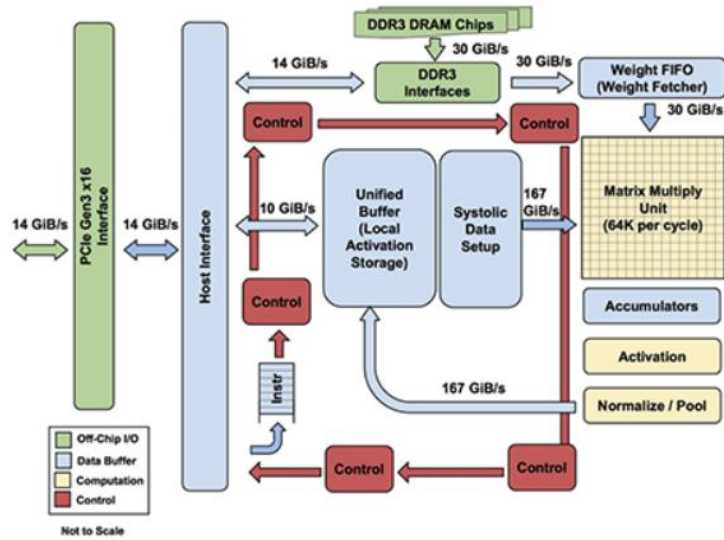 DDR3 DRAM Chips
14 GiB/s
30 GiB/s
30 GiB/s
DDR3
Interfaces
Weight FIFO
(Weight Fetcher)
30 GiB/s
Control
Control
PCIe Gen3 x16
Interface
Host Interface
14 GiB/s
14 GiB/s
10 GiB/s
Unified
Buffer
(Local
Activation
Storage)
Systolic
Data
Setup
167
GiB/s
Matrix Multiply
Unit
(64K per cycle)
Control
Accumulators
Activation
Instr
167 GiB/s
Normalize / Pool
Off-Chip I/O
Data Buffer
Computation
Control
Control
Control
Not to Scale